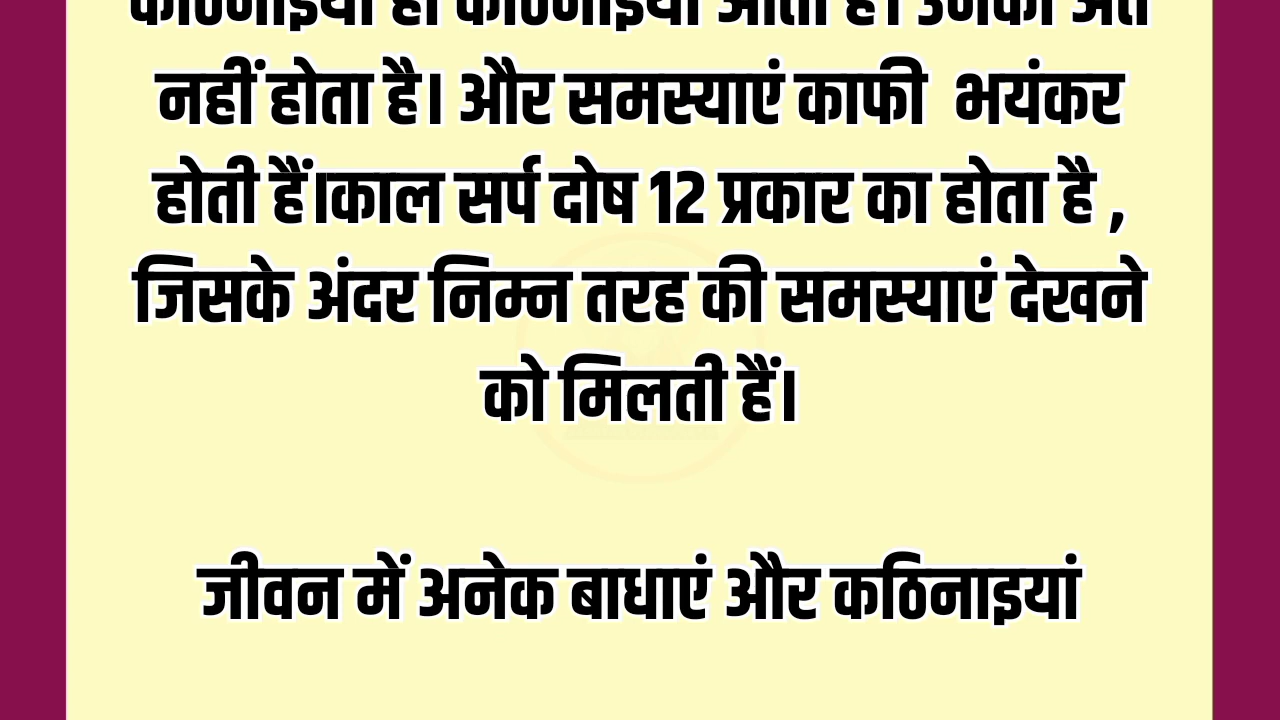 कठिनाइयां ही कठिनाइयां आती हैं। उनका अंत
नहीं होता है। और समस्याएं काफी भयंकर
होती हैं।काल सर्प दोष 12 प्रकार का होता है ,
जिसके अंदर निम्न तरह की समस्याएं देखने
को मिलती हैं।
जीवन में अनेक बाधाएं और कठिनाइयां